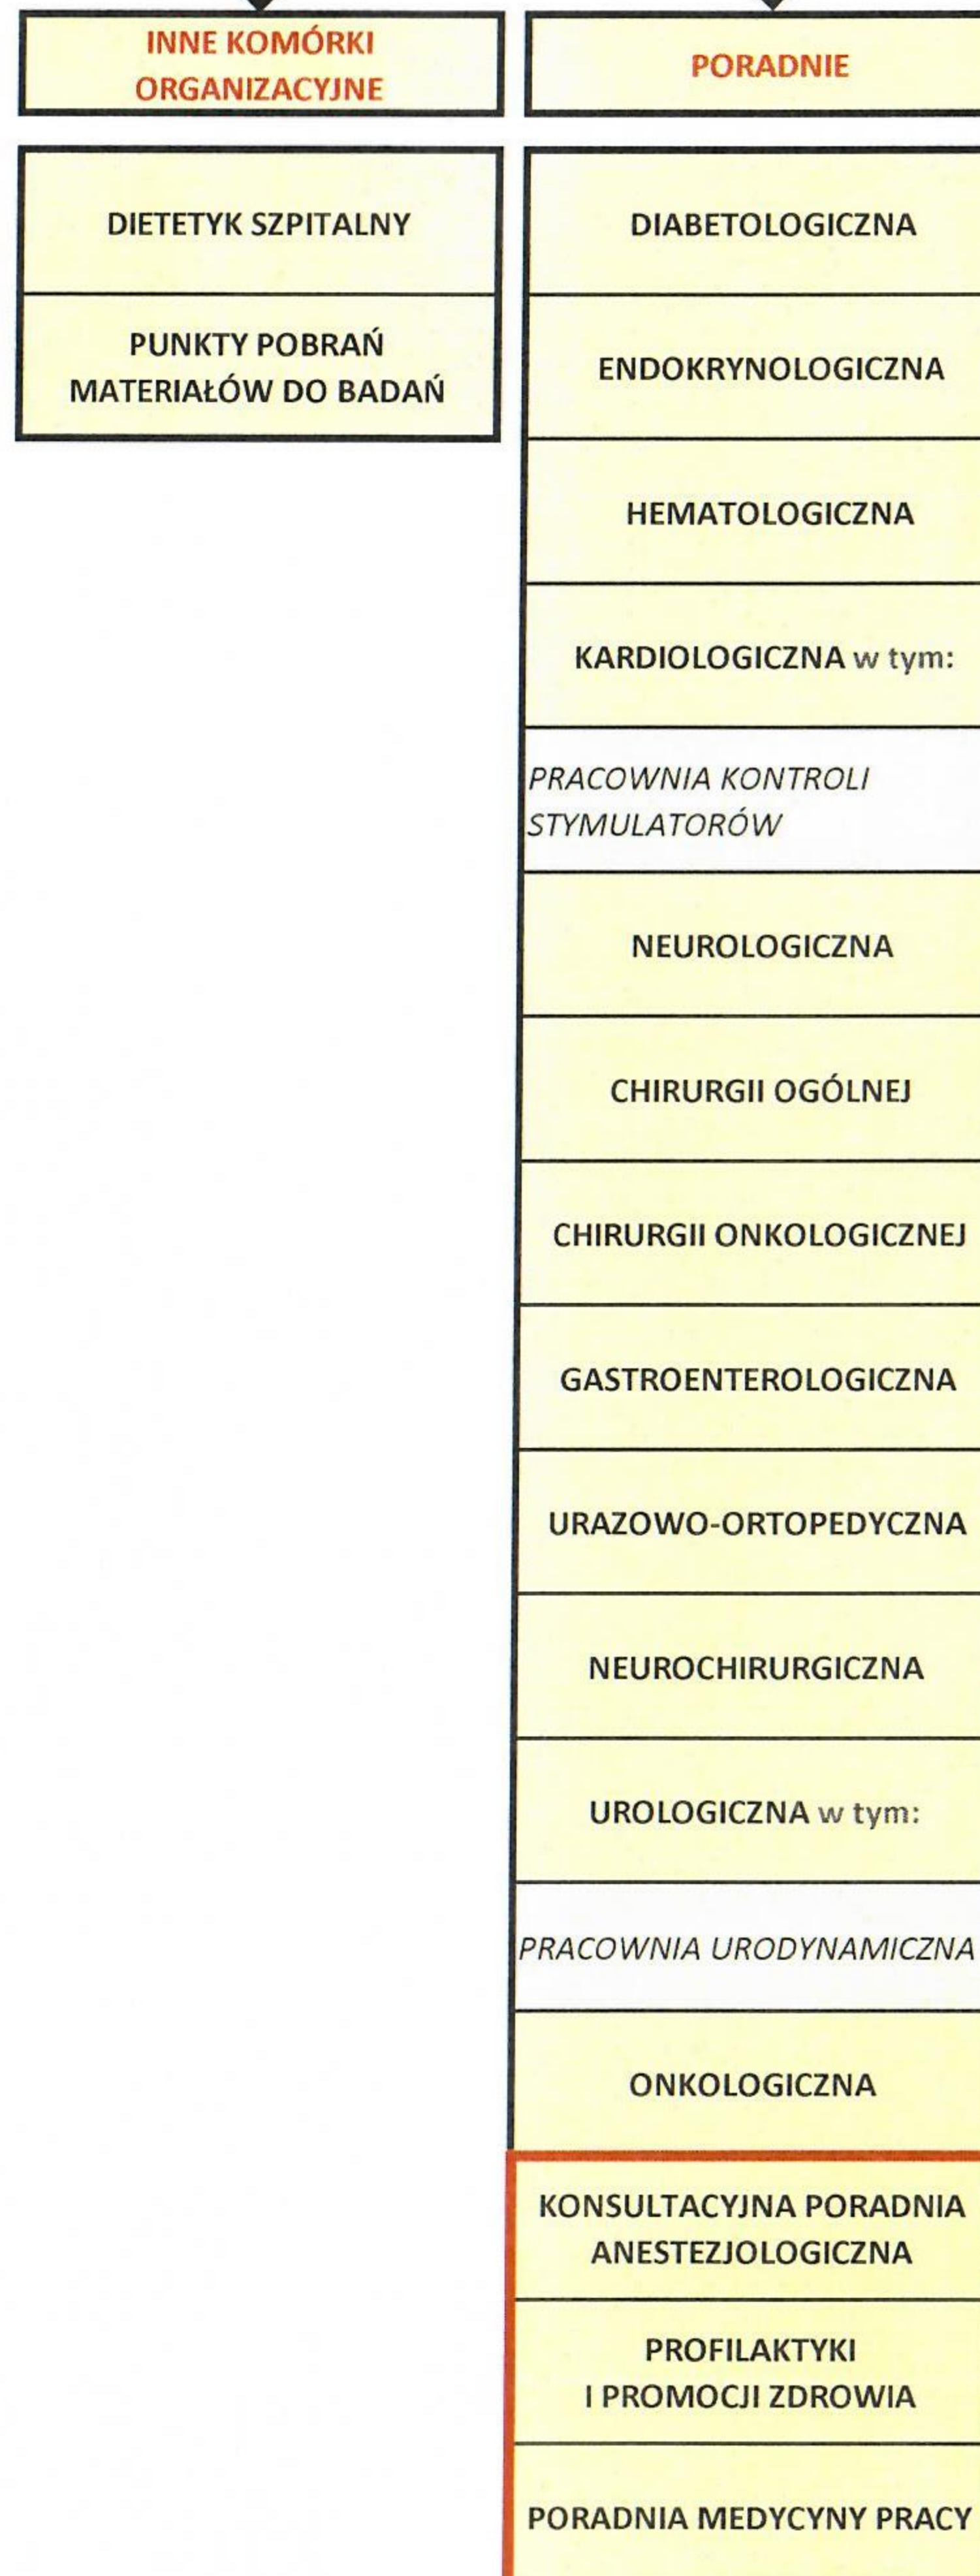 INNE KOMÓRKI
ORGANIZACYJNE
DIETETYK SZPITALNY
PUNKTY POBRAŃ
MATERIAŁÓW DO BADAŃ
PORADNIE
DIABETOLOGICZNA
ENDOKRYNOLOGICZNA
HEMATOLOGICZNA
KARDIOLOGICZNA w tym:
PRACOWNIA KONTROLI
STYMULATORÓW
NEUROLOGICZNA
CHIRURGII OGÓLNEJ
CHIRURGII ONKOLOGICZNEJ
GASTROENTEROLOGICZNA
URAZOWO-ORTOPEDYCZNA
NEUROCHIRURGICZNA
UROLOGICZNA w tym:
PRACOWNIA URODYNAMICZNA
ONKOLOGICZNA
KONSULTACYJNA PORADNIA
ANESTEZJOLOGICZNA
PROFILAKTYKI
I PROMOCJI ZDROWIA
PORADNIA MEDYCYNY PRACY